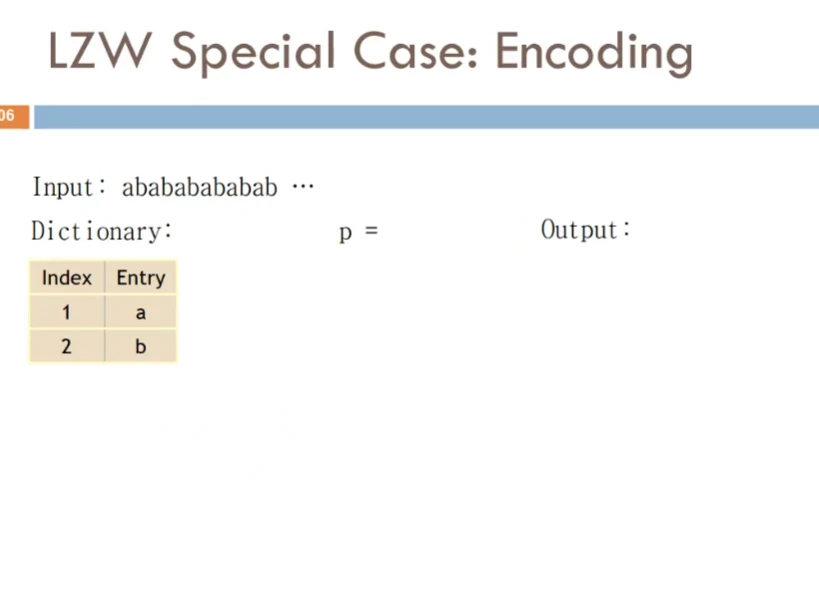 LZW Special Case: Encoding
06
Input: abababababab ···
Dictionary: p = Output:
Index Entry
1 a
2 b